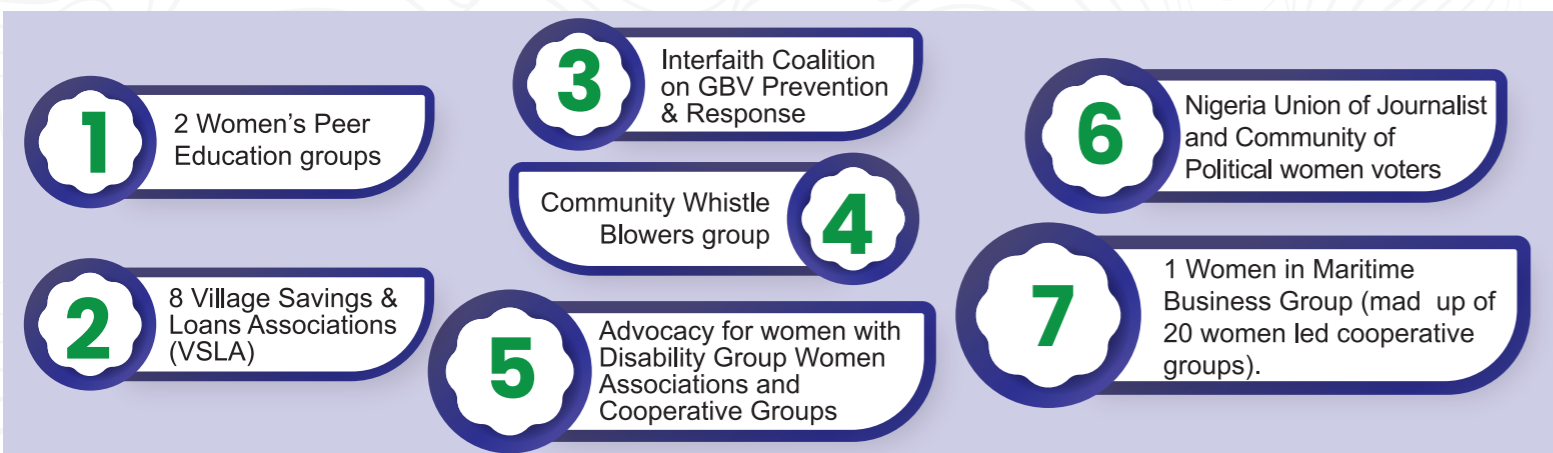 1
2 Women's Peer
Education groups
2
8 Village Savings &
Loans Associations
(VSLA)
3
Interfaith Coalition
on GBV Prevention
& Response
4
Community Whistle
Blowers group
5
Advocacy for women with
Disability Group Women
Associations and
Cooperative Groups
6
Nigeria Union of Journalist
and Community of
Political women voters
7
1 Women in Maritime
Business Group (mad up of
20 women led cooperative
groups).